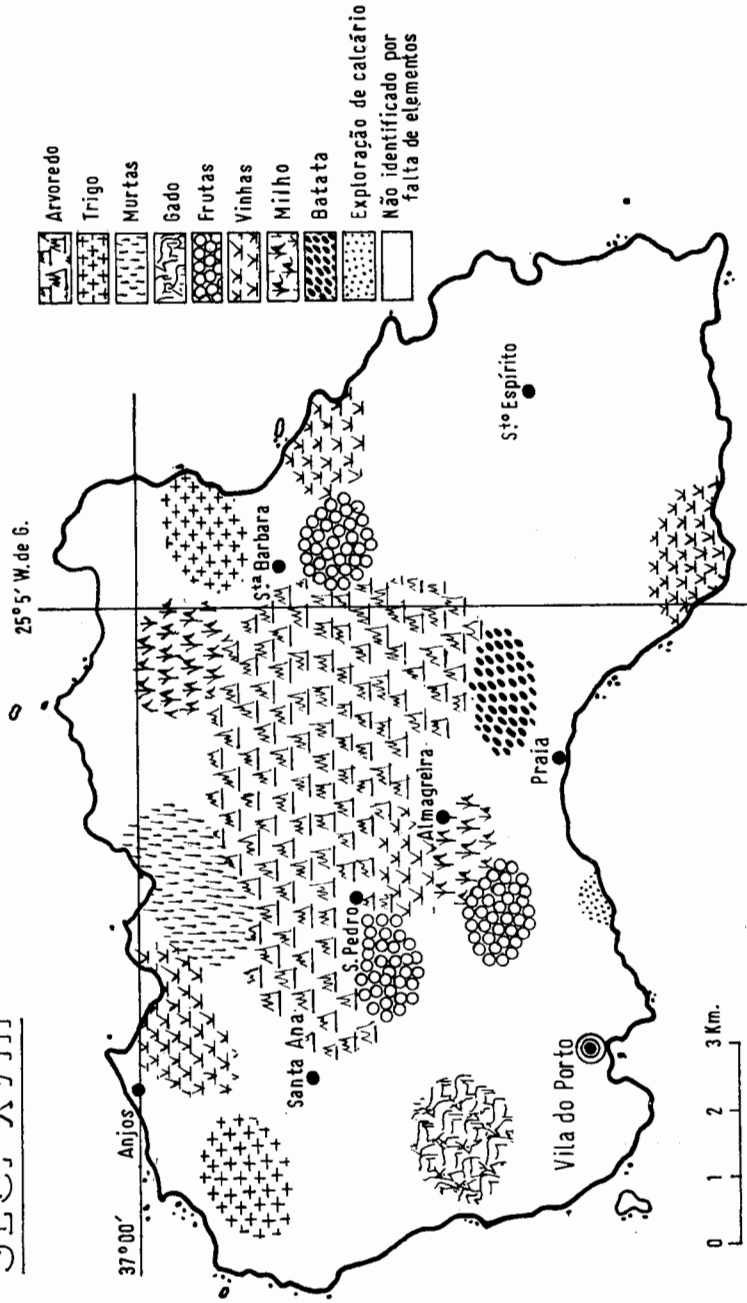 25°5′ W. de G.
37°00′
Anjos
Santa Ana
S. Pedro
Almagreira
Sᵗᵃ Barbara
Stº Espírito
Praia
Vila do Porto
0 1 2 3 Km.
Arvoredo
Trigo
Murtas
Gado
Frutas
Vinhas
Milho
Batata
Exploração de calcário
Não identificado por
falta de elementos